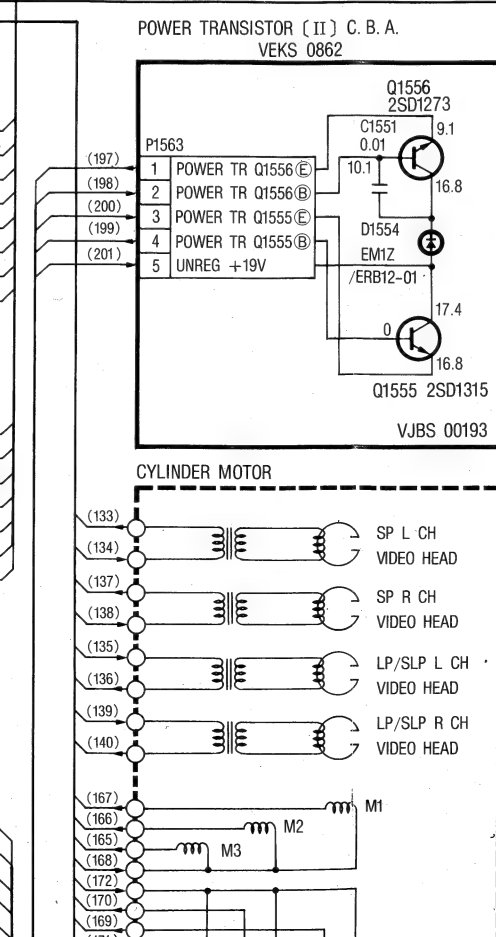 POWER TRANSISTOR (II) C. B. A.
VEKS 0862
Q1556
2SD1273
C1551
0.01
9.1
10.1
16.8
P1563
(197) 1 POWER TR Q1556Ⓔ
(198) 2 POWER TR Q1556Ⓑ
(200) 3 POWER TR Q1555Ⓔ
(199) 4 POWER TR Q1555Ⓑ
(201) 5 UNREG +19V
D1554
EM1Z
/ERB12-01
17.4
0
16.8
Q1555 2SD1315
VJBS 00193
CYLINDER MOTOR
(133)
(134)
SP L CH
VIDEO HEAD
(137)
(138)
SP R CH
VIDEO HEAD
(135)
(136)
LP/SLP L CH
VIDEO HEAD
(139)
(140)
LP/SLP R CH
VIDEO HEAD
(167) M1
(166) M2
(165) M3
(168)
(172)
(170)
(169)